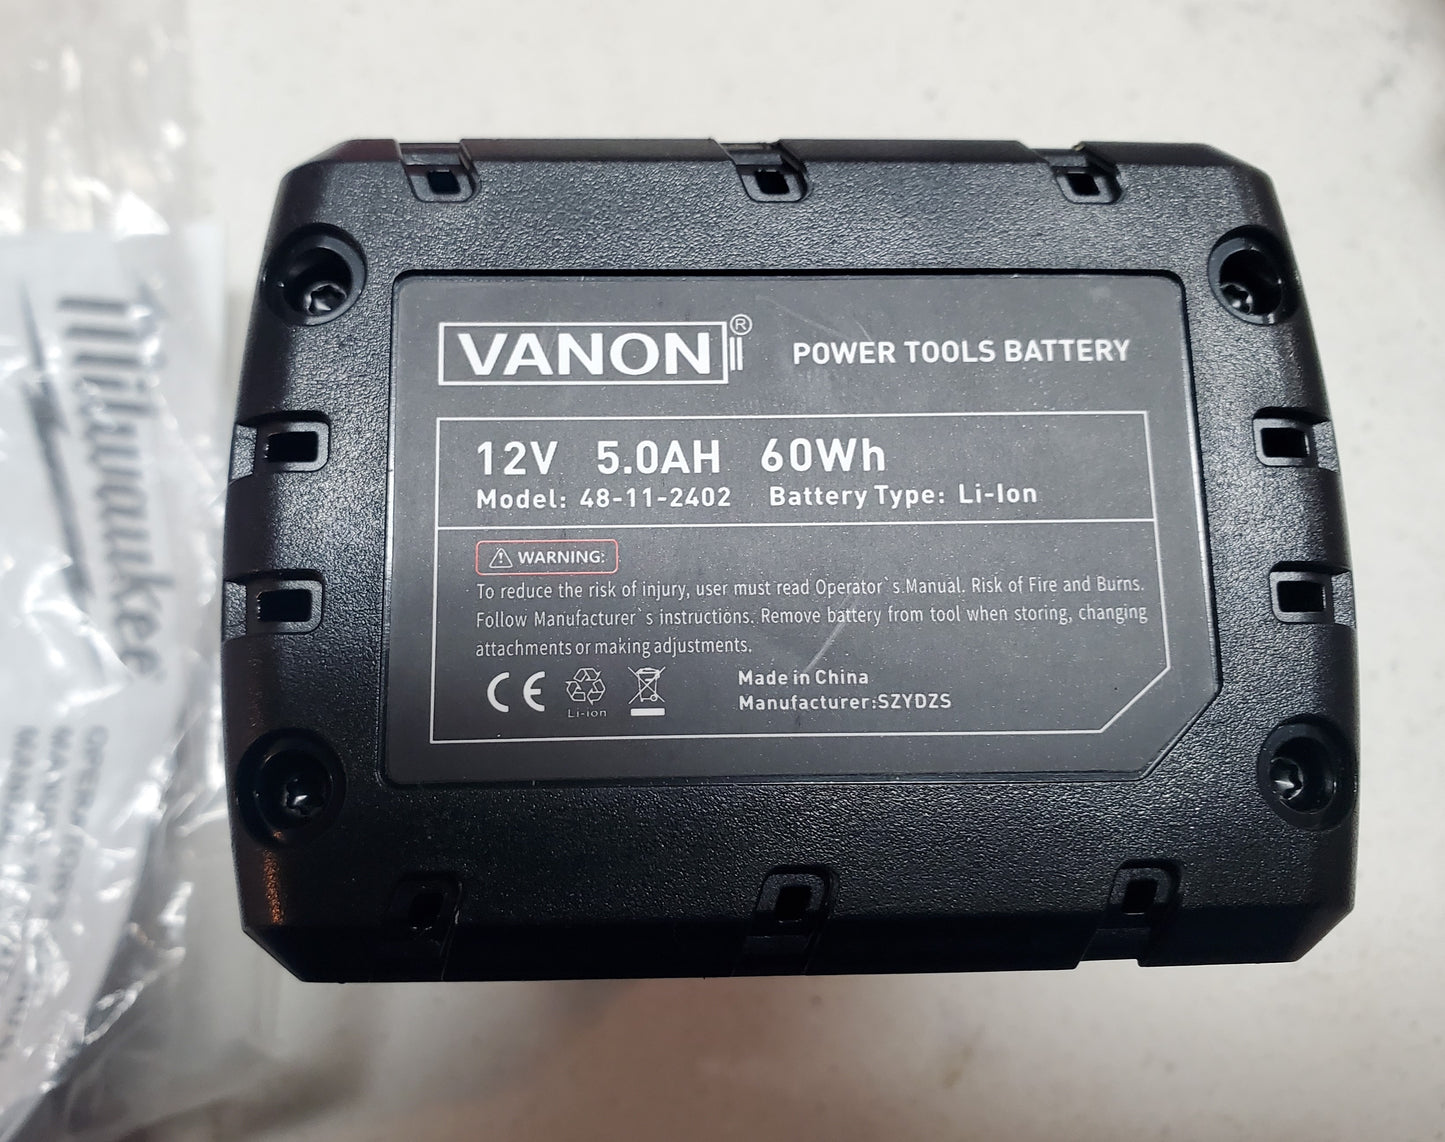 VANON®
POWER TOOLS BATTERY
12V 5.0AH 60Wh
Model: 48-11-2402 Battery Type: Li-Ion
WARNING:
To reduce the risk of injury, user must read Operator`s Manual. Risk of Fire and Burns.
Follow Manufacturer`s instructions. Remove battery from tool when storing, changing
attachments or making adjustments.
CE
Li-ion
Made in China
Manufacturer:SZYDZS
Milwaukee